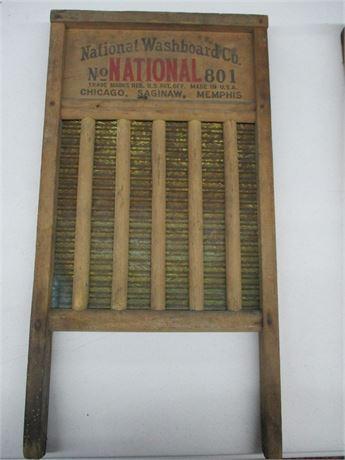 National Washboard Co.
No NATIONAL 801
TRADE MARKS REG. U.S. PAT. OFF. MADE IN U.S.A.
CHICAGO, SAGINAW, MEMPHIS